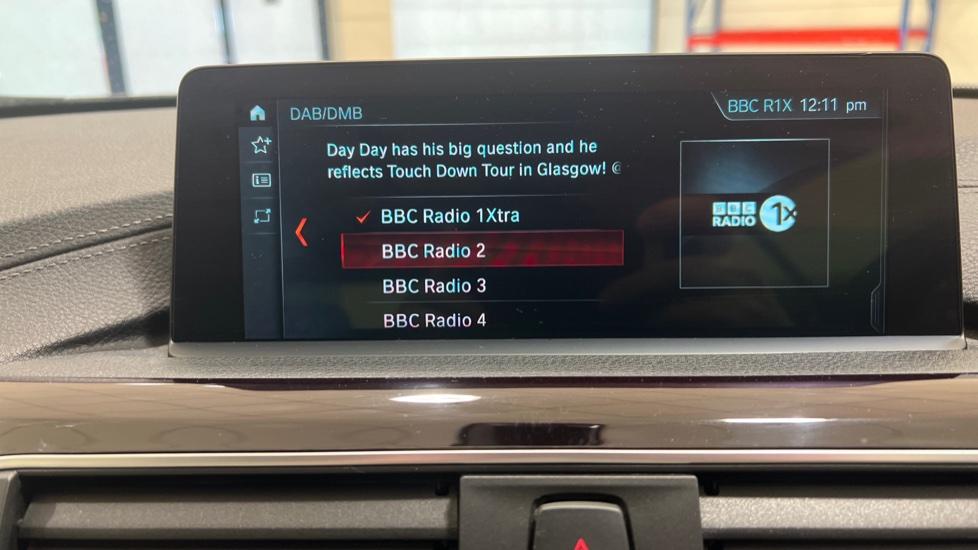 DAB/DMB
BBC R1X 12:11 pm
Day Day has his big question and he
reflects Touch Down Tour in Glasgow! @
BBC Radio 1Xtra
BBC Radio 2
BBC Radio 3
BBC Radio 4
BBC
RADIO 1X